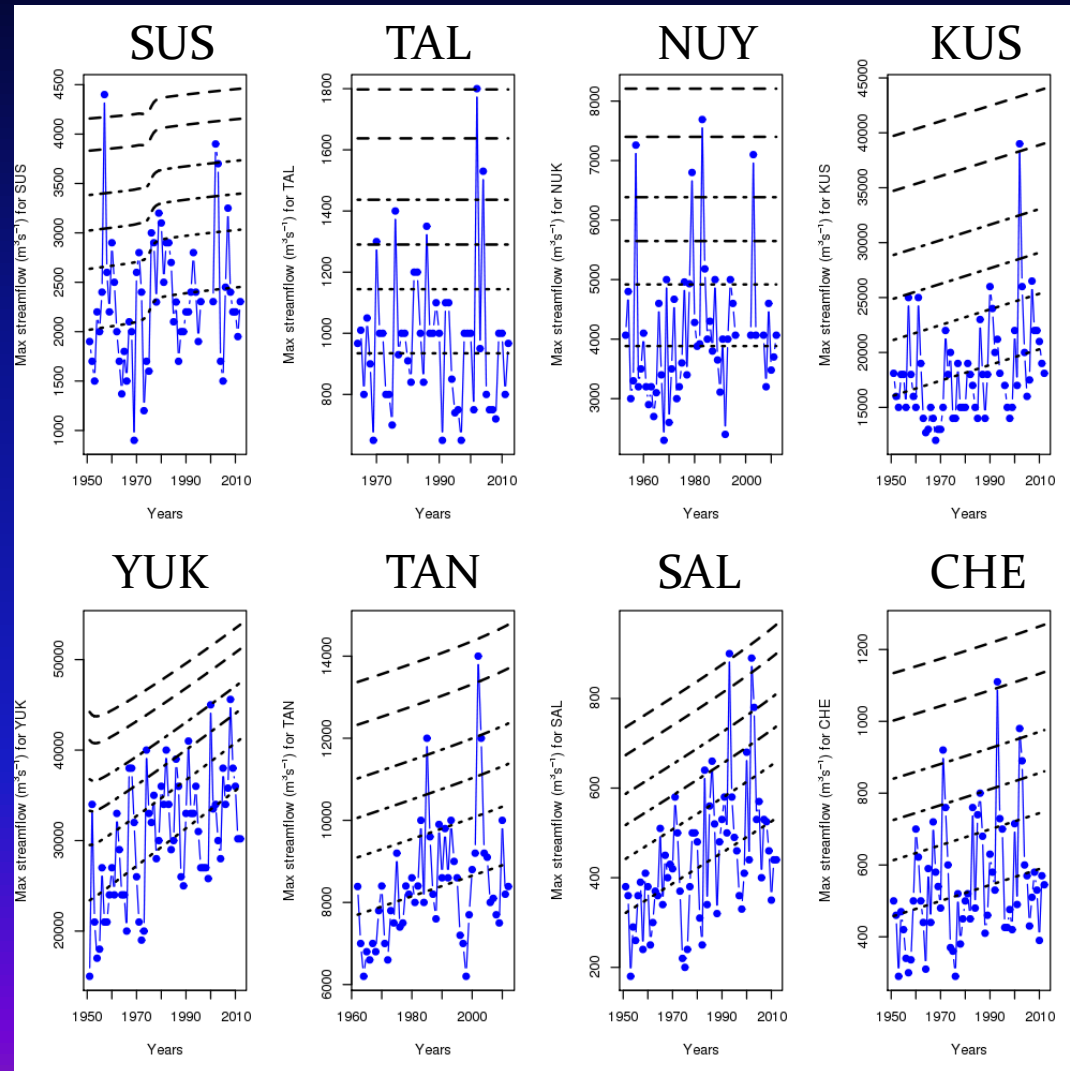 SUS
Max streamflow (m³s⁻¹) for SUS
1000 1500 2000 2500 3000 3500 4000 4500
1950 1970 1990 2010
Years
TAL
Max streamflow (m³s⁻¹) for TAL
800 1000 1200 1400 1600 1800
1970 1990 2010
Years
NUY
Max streamflow (m³s⁻¹) for NUK
3000 4000 5000 6000 7000 8000
1960 1980 2000
Years
KUS
Max streamflow (m³s⁻¹) for KUS
15000 20000 25000 30000 35000 40000 45000
1950 1970 1990 2010
Years
YUK
Max streamflow (m³s⁻¹) for YUK
20000 30000 40000 50000
1950 1970 1990 2010
Years
TAN
Max streamflow (m³s⁻¹) for TAN
6000 8000 10000 12000 14000
1960 1980 2000
Years
SAL
Max streamflow (m³s⁻¹) for SAL
200 400 600 800
1950 1970 1990 2010
Years
CHE
Max streamflow (m³s⁻¹) for CHE
400 600 800 1000 1200
1950 1970 1990 2010
Years